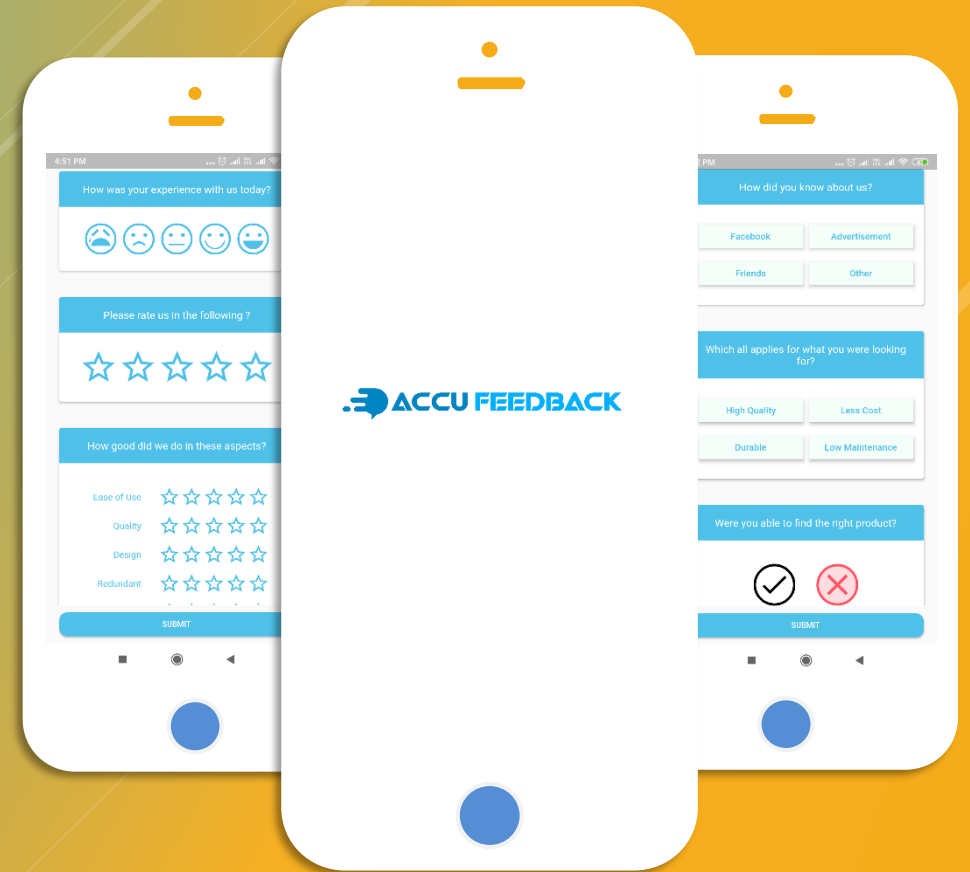 4:51 PM
How was your experience with us today?
Please rate us in the following ?
How good did we do in these aspects?
Ease of Use
Quality
Design
Redundant
SUBMIT
ACCU FEEDBACK
PM
How did you know about us?
Facebook
Advertisement
Friends
Other
Which all applies for what you were looking
for?
High Quality
Less Cost
Durable
Low Maintenance
Were you able to find the right product?
SUBMIT